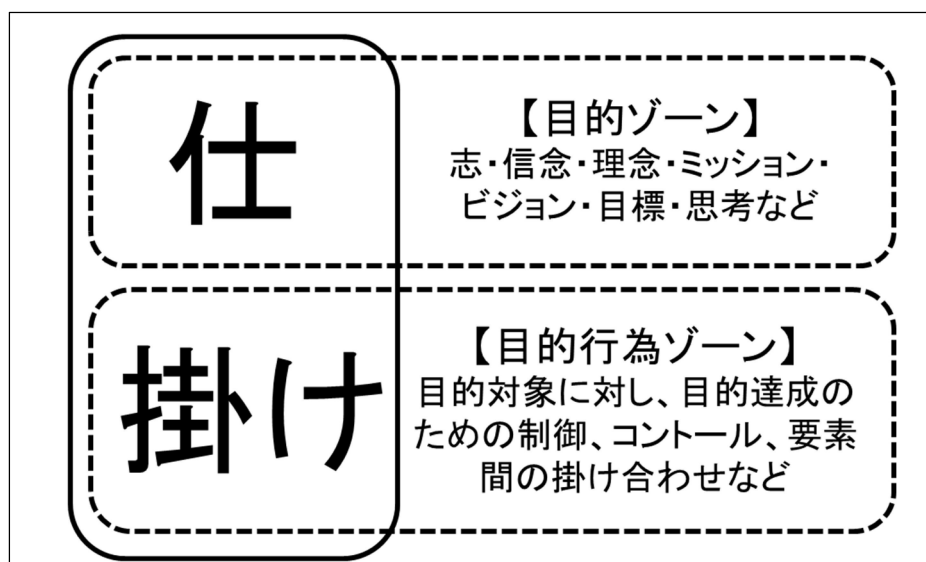 仕
【目的ゾーン】
志・信念・理念・ミッション・
ビジョン・目標・思考など
掛け
【目的行為ゾーン】
目的対象に対し、目的達成の
ための制御、コントール、要素
間の掛け合わせなど